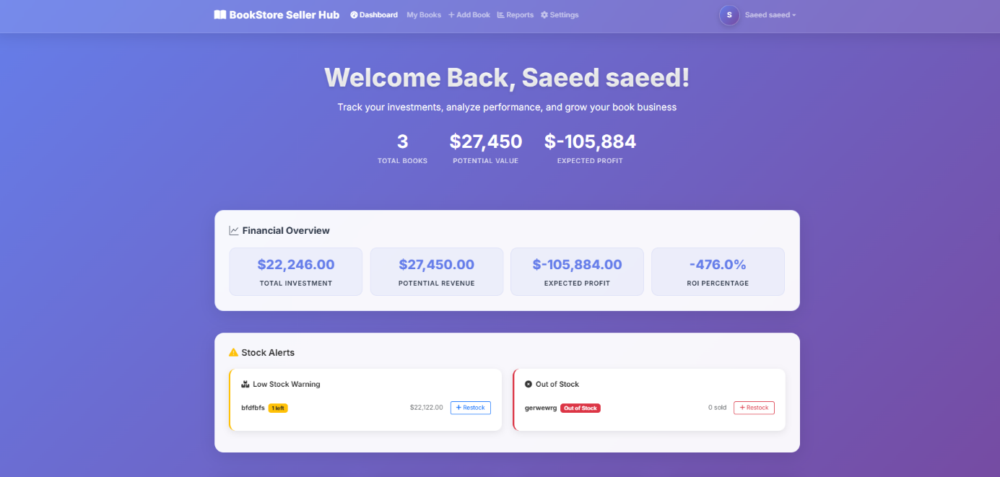 BookStore Seller Hub Dashboard My Books + Add Book Reports Settings S Saeed saeed
Welcome Back, Saeed saeed!
Track your investments, analyze performance, and grow your book business
3 $27,450 $-105,884
TOTAL BOOKS POTENTIAL VALUE EXPECTED PROFIT
Financial Overview
$22,246.00 $27,450.00 $-105,884.00 -476.0%
TOTAL INVESTMENT POTENTIAL REVENUE EXPECTED PROFIT ROI PERCENTAGE
Stock Alerts
Low Stock Warning
bfdfbfs 1 left $22,122.00 + Restock
Out of Stock
gerwewrg Out of Stock 0 sold + Restock